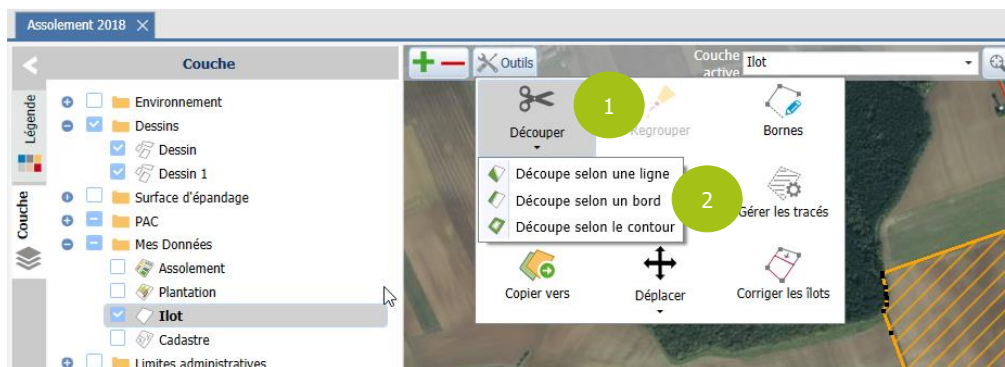 Assolement 2018
Couche
Légende
Couche
Environnement
Dessins
Dessin
Dessin 1
Surface d'épandage
PAC
Mes Données
Assolement
Plantation
Ilot
Cadastre
Limites administratives
Outils
Couche active
Ilot
Découper
1
Regrouper
Bornes
Découpe selon une ligne
Découpe selon un bord
Découpe selon le contour
2
Gérer les tracés
Copier vers
Déplacer
Corriger les îlots